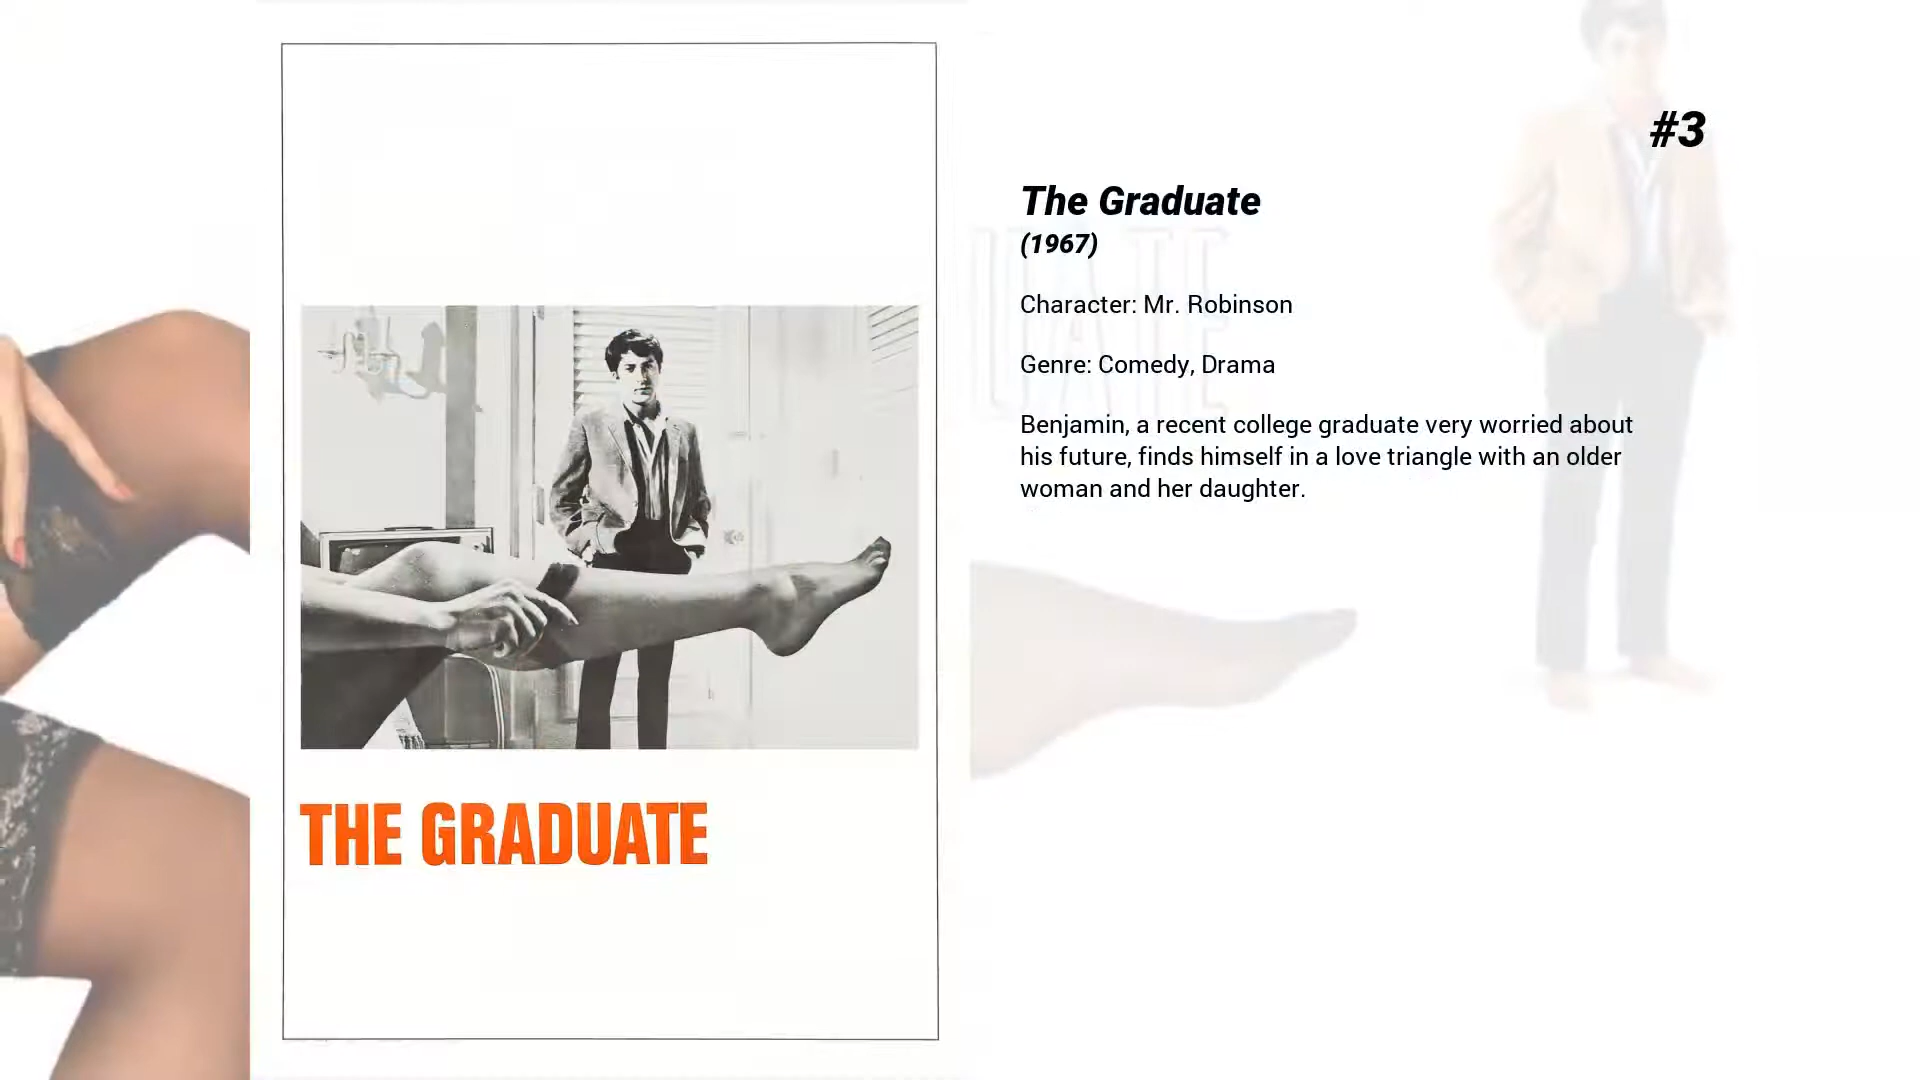 #3
The Graduate
(1967)
Character: Mr. Robinson
Genre: Comedy, Drama
Benjamin, a recent college graduate very worried about
his future, finds himself in a love triangle with an older
woman and her daughter.
THE GRADUATE